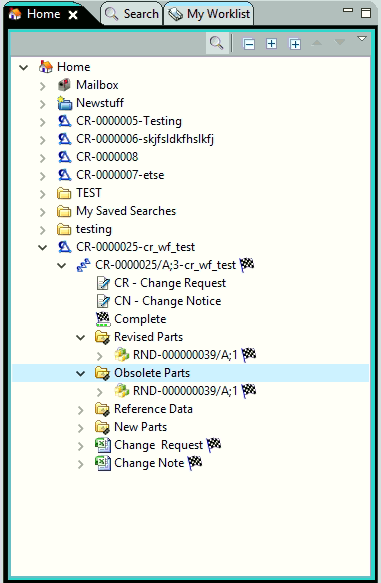 Home Search My Worklist
Home
Mailbox
Newstuff
CR-0000005-Testing
CR-0000006-skjfsldkfhslkfj
CR-0000008
CR-0000007-etse
TEST
My Saved Searches
testing
CR-0000025-cr_wf_test
CR-0000025/A;3-cr_wf_test
CR - Change Request
CN - Change Notice
Complete
Revised Parts
RND-000000039/A;1
Obsolete Parts
RND-000000039/A;1
Reference Data
New Parts
Change Request
Change Note